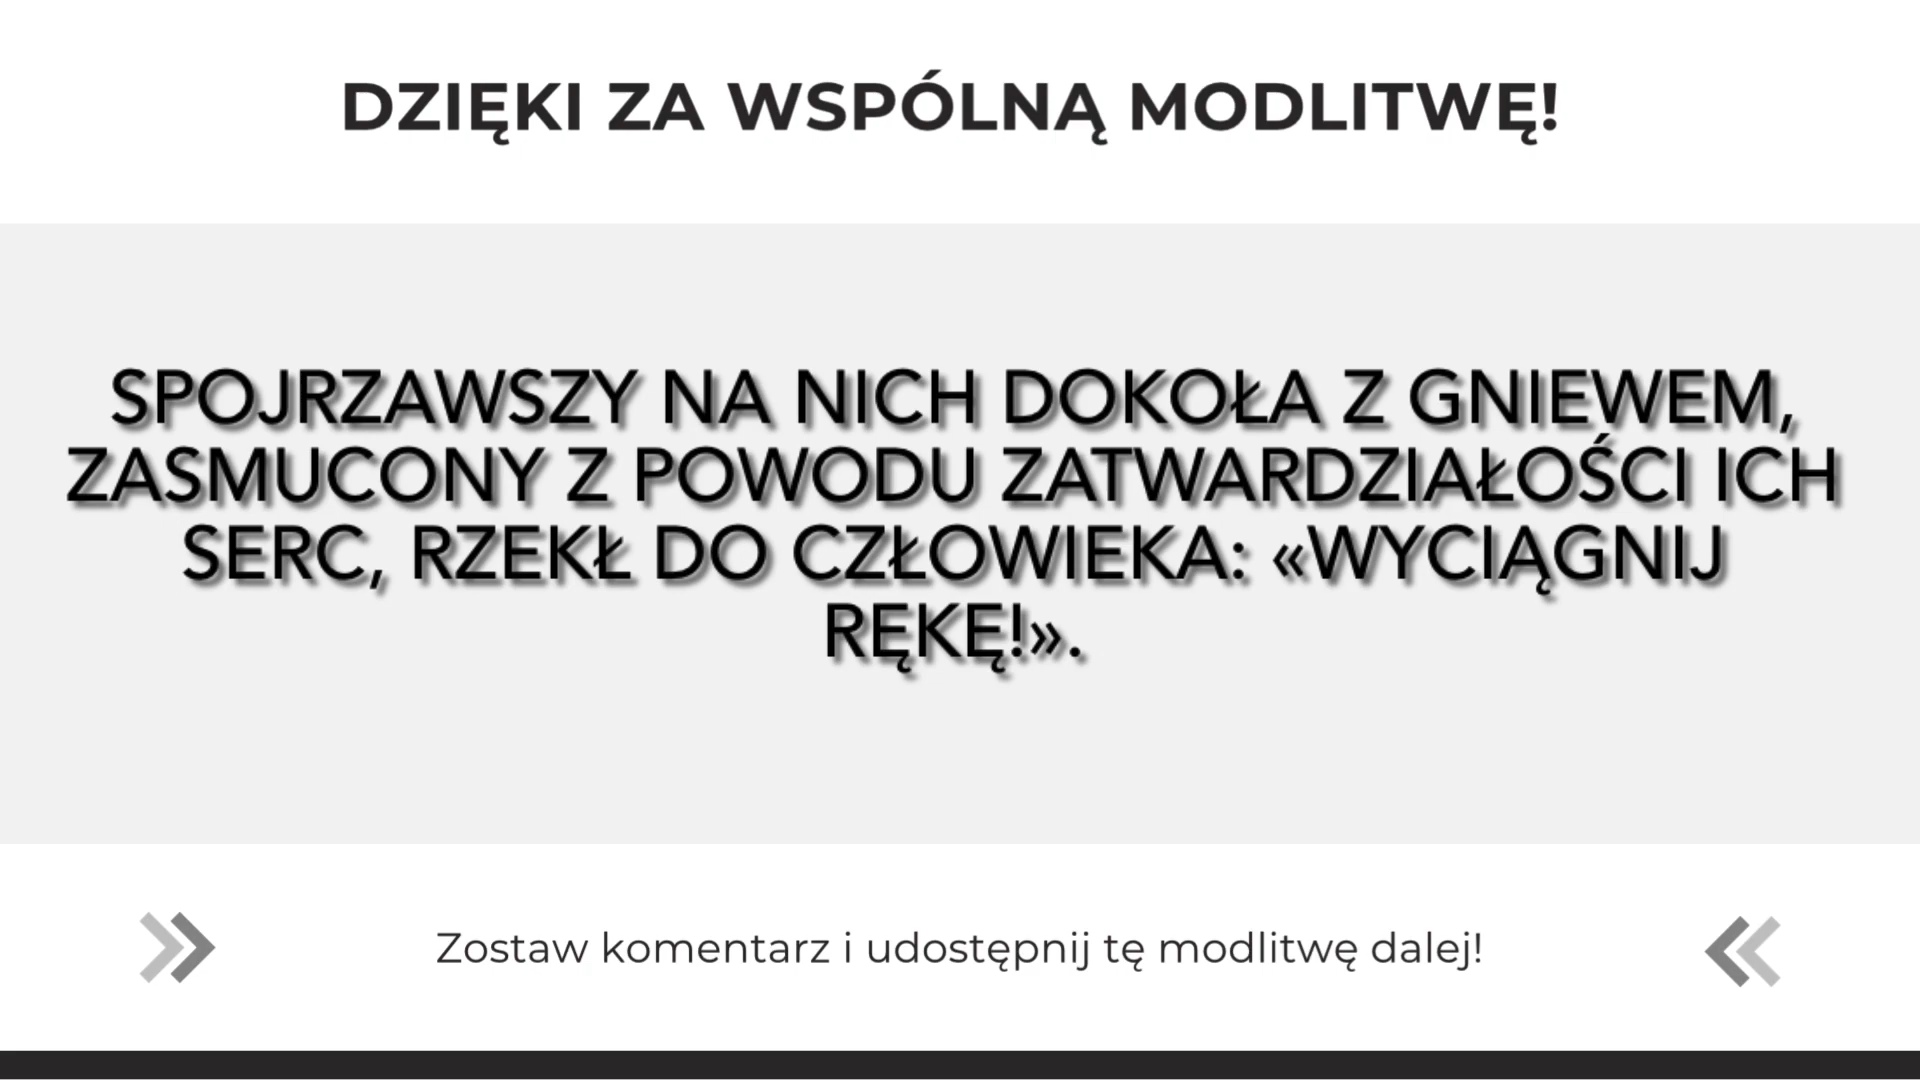 DZIĘKI ZA WSPÓLNĄ MODLITWĘ!
SPOJRZAWSZY NA NICH DOKOŁA Z GNIEWEM,
ZASMUCONY Z POWODU ZATWARDZIAŁOŚCI ICH
SERC, RZEKŁ DO CZŁOWIEKA: «WYCIĄGNIJ
RĘKĘ!».
Zostaw komentarz i udostępnij tę modlitwę dalej!